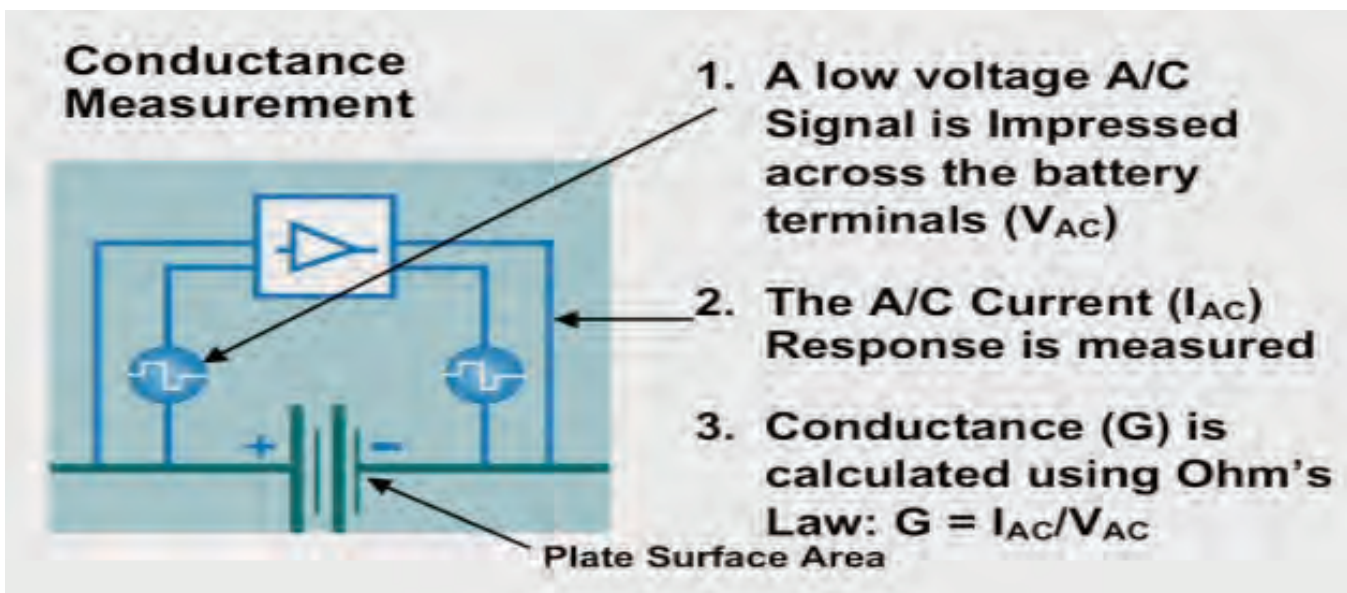 Conductance
Measurement
1. A low voltage A/C
Signal is Impressed
across the battery
terminals (VAC)
2. The A/C Current (IAC)
Response is measured
3. Conductance (G) is
calculated using Ohm's
Law: G = IAC/VAC
+ −
Plate Surface Area